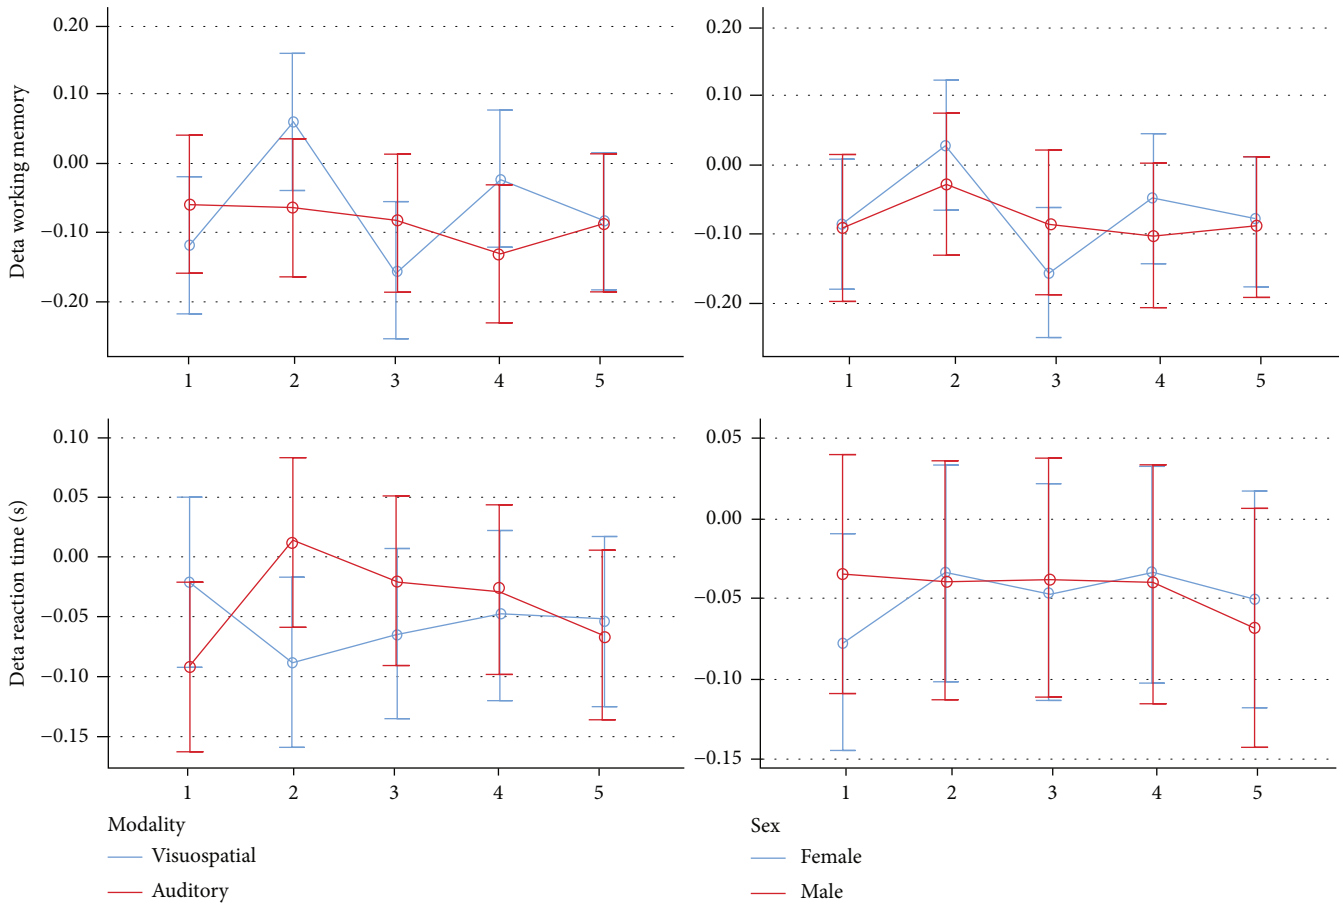 Deta working memory
0.20
0.10
0.00
−0.10
−0.20
1 2 3 4 5
0.20
0.10
0.00
−0.10
−0.20
1 2 3 4 5
Deta reaction time (s)
0.10
0.05
0.00
−0.05
−0.10
−0.15
1 2 3 4 5
0.05
0.00
−0.05
−0.10
−0.15
1 2 3 4 5
Modality
Visuospatial
Auditory
Sex
Female
Male